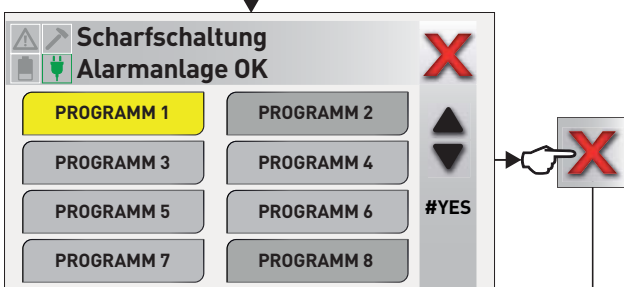 Scharfschaltung
Alarmanlage OK
PROGRAMM 1
PROGRAMM 2
PROGRAMM 3
PROGRAMM 4
PROGRAMM 5
PROGRAMM 6
#YES
PROGRAMM 7
PROGRAMM 8